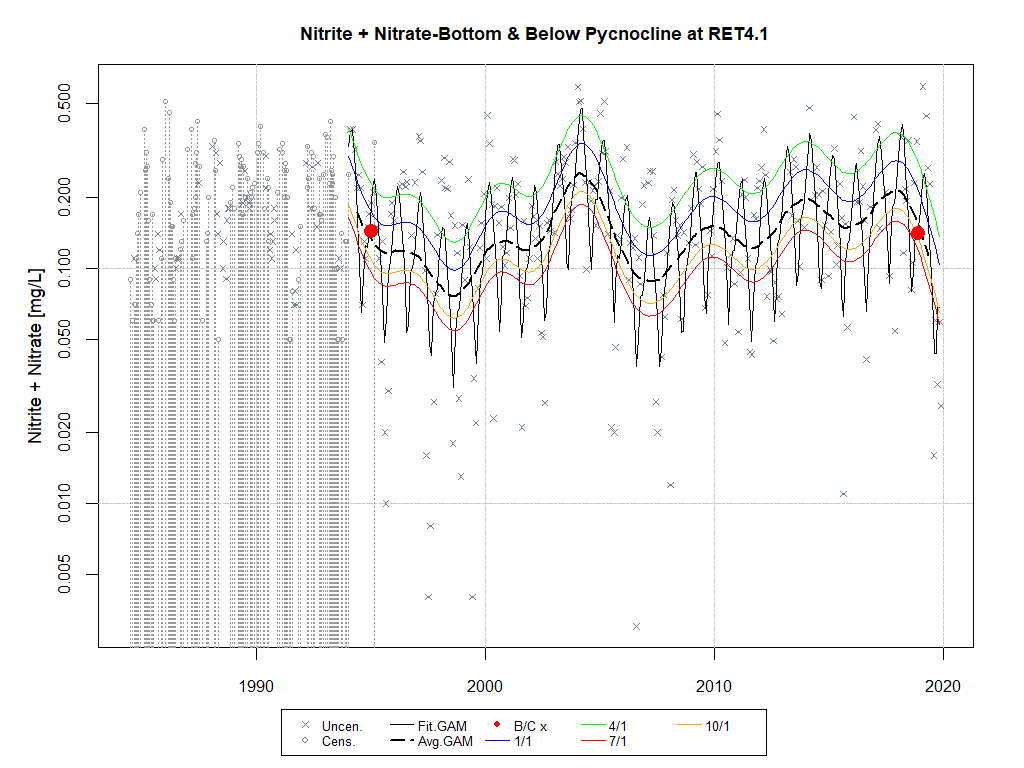 Nitrite + Nitrate-Bottom & Below Pycnocline at RET4.1
Nitrite + Nitrate [mg/L]
0.500
0.200
0.100
0.050
0.020
0.010
0.005
1990 2000 2010 2020
Uncen. Fit.GAM B/C x 4/1 10/1
Cens. Avg.GAM 1/1 7/1